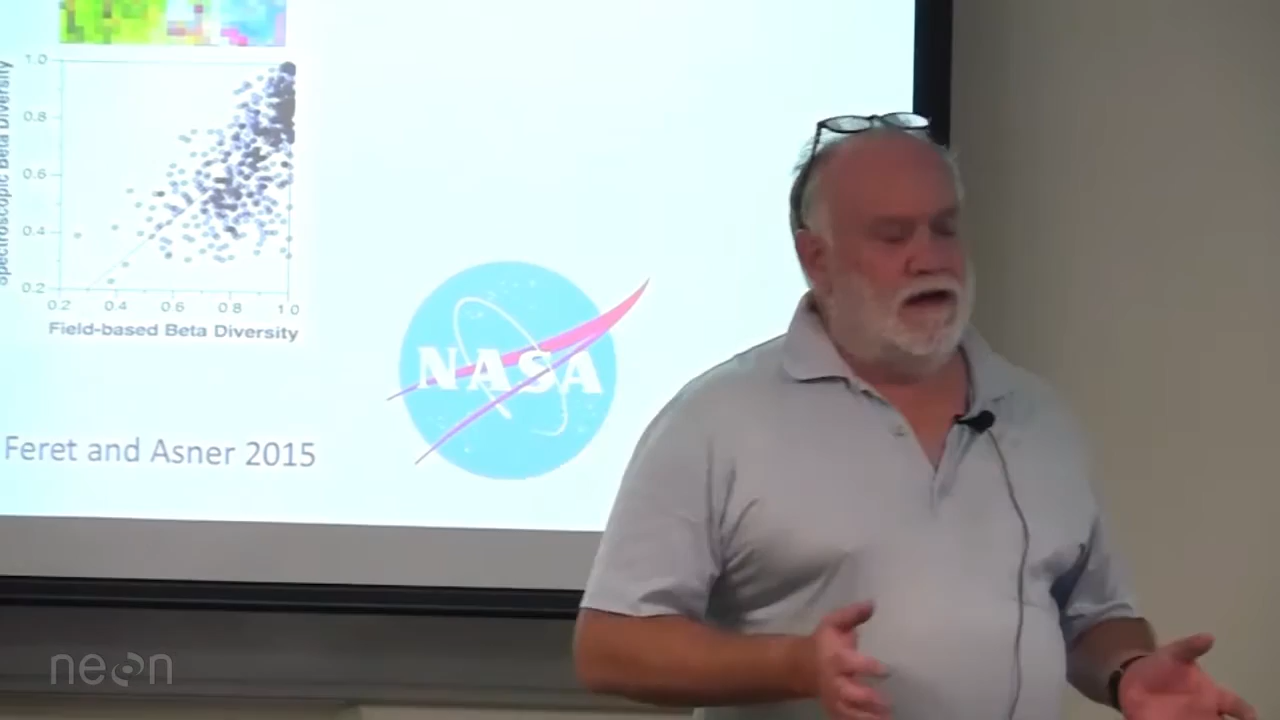 1.0
0.8
0.6
0.4
0.2
Spectroscopic Beta Diversity
0.2 0.4 0.6 0.8 1.0
Field-based Beta Diversity
NASA
Feret and Asner 2015
neon